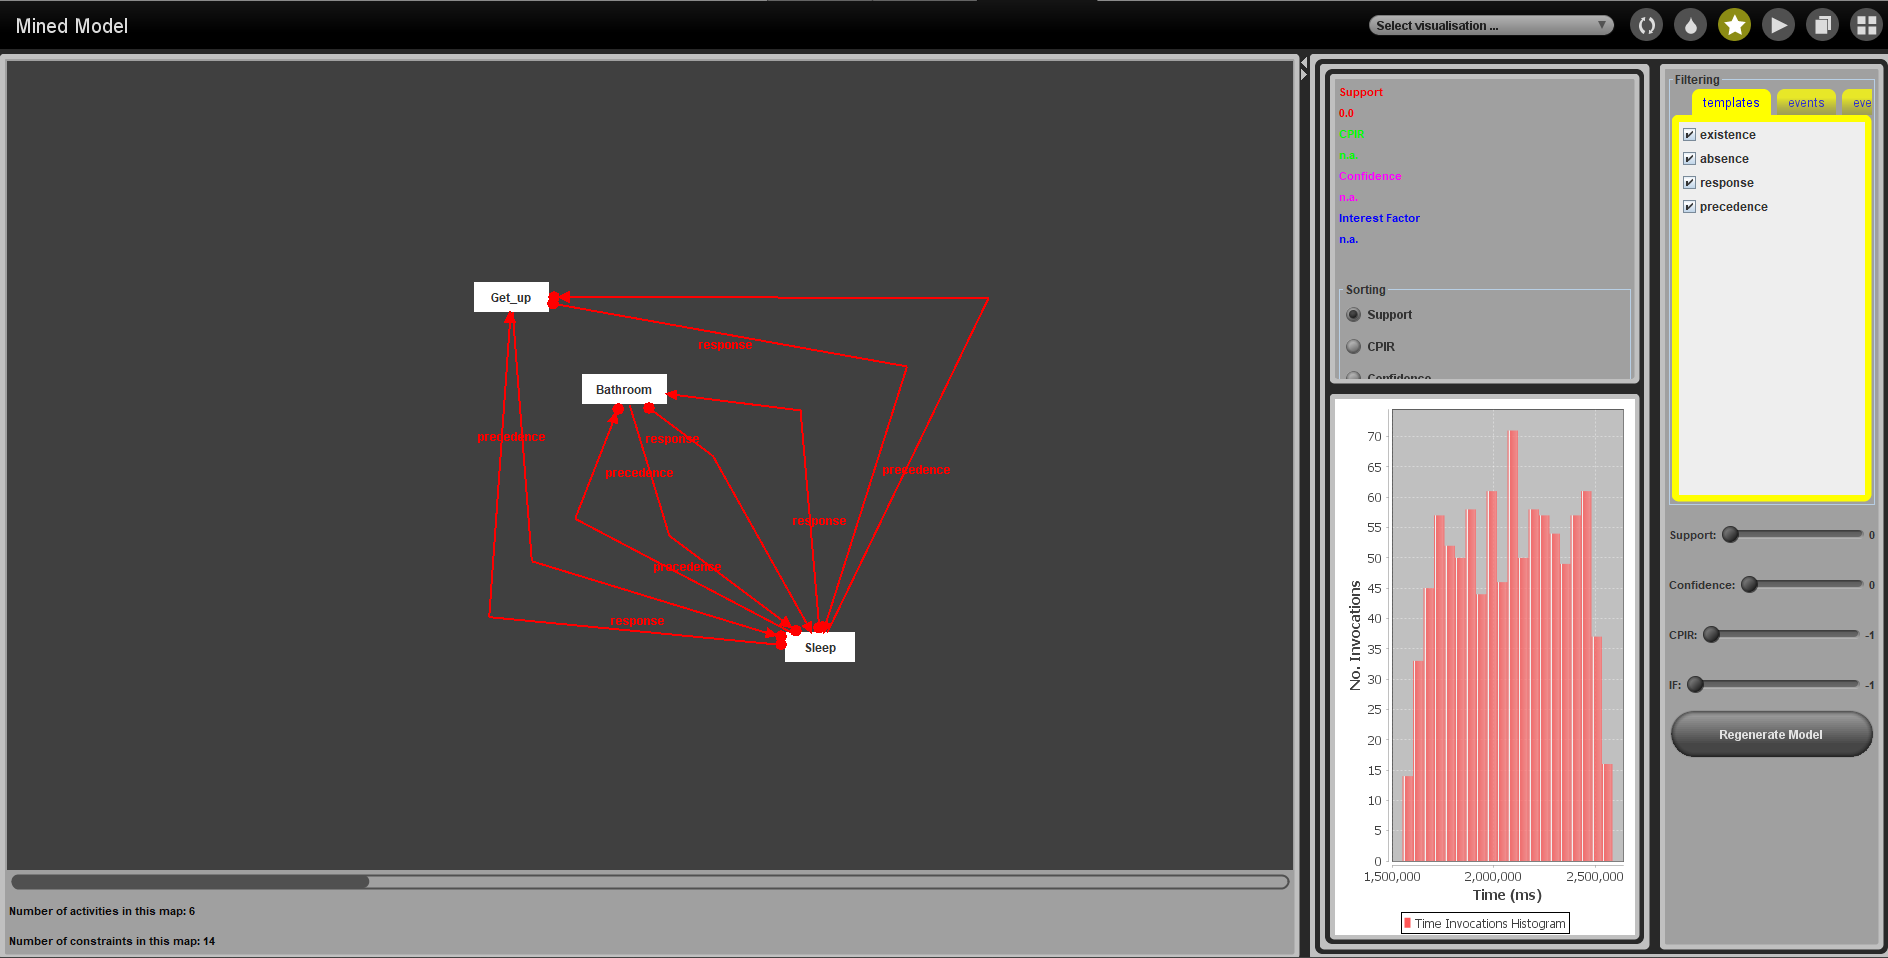 Mined Model
Select visualisation ...
Get_up
response
Bathroom
precedence
response
precedence
precedence
response
precedence
response
Sleep
Number of activities in this map: 6
Number of constraints in this map: 14
Support
0.0
CPIR
n.a.
Confidence
n.a.
Interest Factor
n.a.
Sorting
Support
CPIR
Confidence
70
65
60
55
50
45
40
35
30
25
20
15
10
5
0
No. Invocations
1,500,000 2,000,000 2,500,000
Time (ms)
Time Invocations Histogram
Filtering
templates events eve
existence
absence
response
precedence
Support: 0
Confidence: 0
CPIR: -1
IF: -1
Regenerate Model